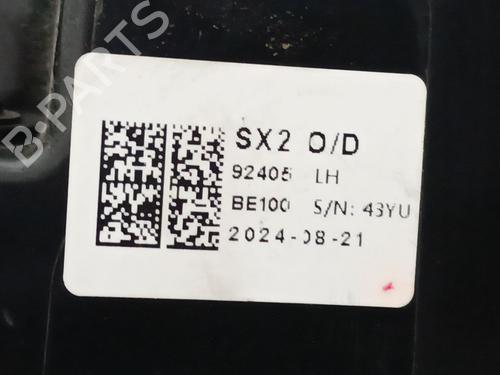 B-PARTS
SX2 O/D
92405 LH
BE100 S/N: 43YU
2024-08-21